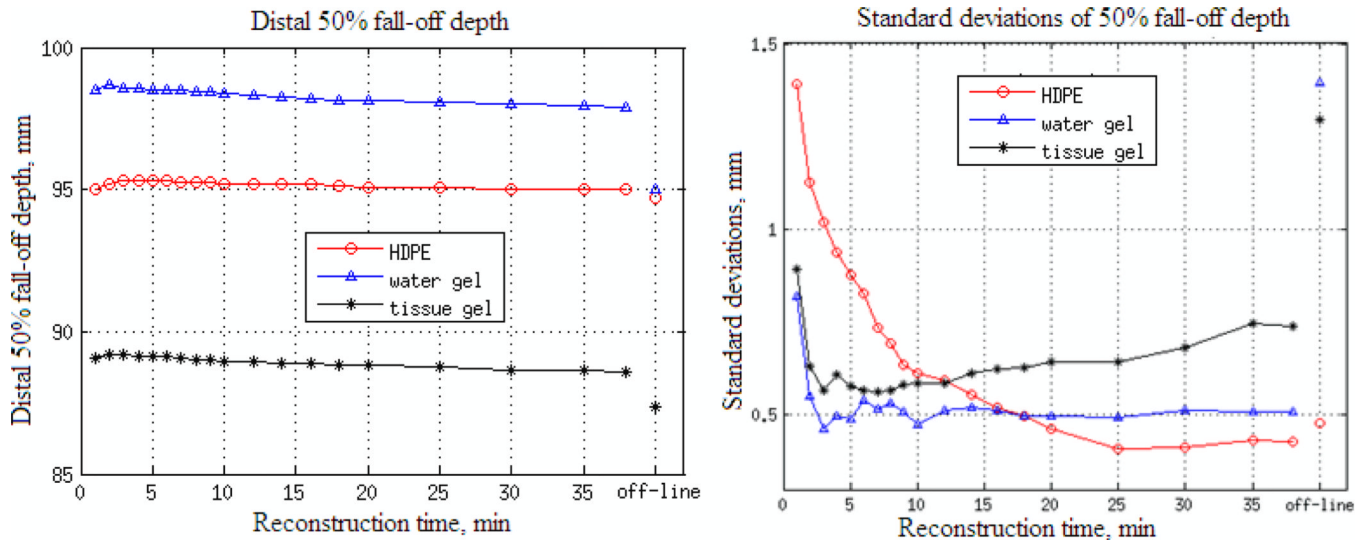 Distal 50% fall-off depth
Distal 50% fall-off depth, mm
100
95
90
85
HDPE
water gel
tissue gel
0 5 10 15 20 25 30 35 off-line
Reconstruction time, min
Standard deviations of 50% fall-off depth
Standard deviations, mm
1.5
1
0.5
HDPE
water gel
tissue gel
0 5 10 15 20 25 30 35 off-line
Reconstruction time, min